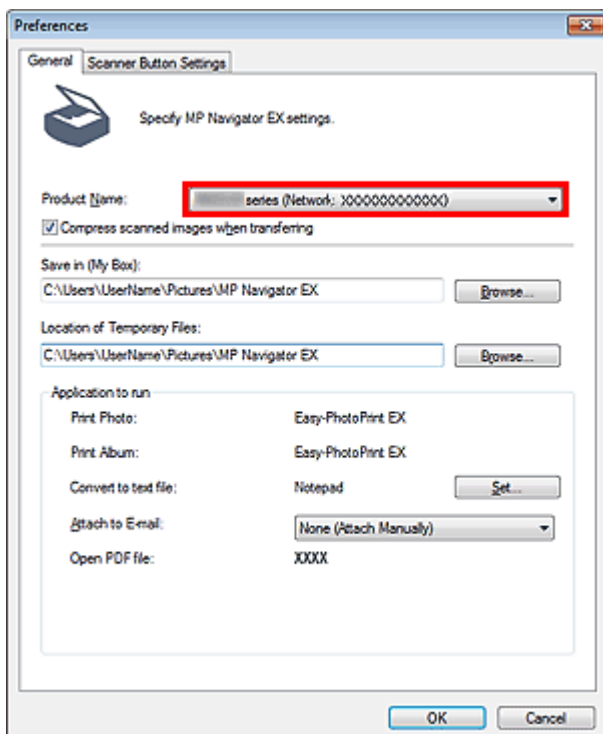 Preferences
General Scanner Button Settings
Specify MP Navigator EX settings.
Product Name: series (Network: XXXXXXXXXXXXX)
Compress scanned images when transferring
Save in (My Box):
C:\Users\UserName\Pictures\MP Navigator EX Browse...
Location of Temporary Files:
C:\Users\UserName\Pictures\MP Navigator EX Browse...
Application to run
Print Photo: Easy-PhotoPrint EX
Print Album: Easy-PhotoPrint EX
Convert to text file: Notepad Set...
Attach to E-mail: None (Attach Manually)
Open PDF file: XXXX
OK Cancel